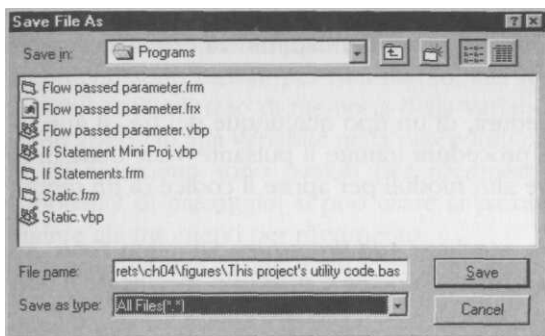 Save File As
Save in: Programs
Flow passed parameter.frm
Flow passed parameter.frx
Flow passed parameter.vbp
If Statement Mini Proj.vbp
If Statements.frm
Static.frm
Static.vbp
File name: rets\ch04\figures\This project's utility code.bas Save
Save as type: All Files(*.*) Cancel